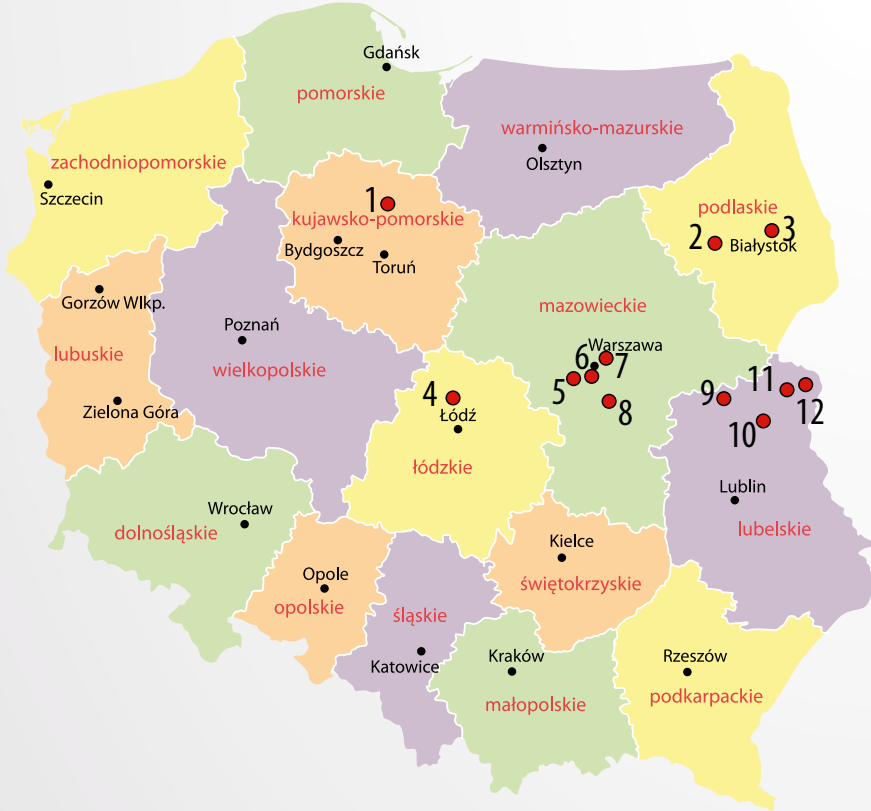 Gdańsk
pomorskie
warmińsko-mazurskie
Olsztyn
zachodniopomorskie
Szczecin
1
kujawsko-pomorskie
Bydgoszcz
Toruń
podlaskie
2
3
Białystok
Gorzów Wlkp.
mazowieckie
Poznań
lubuskie
wielkopolskie
Warszawa
6
7
5
8
4
Łódź
9
11
12
10
Zielona Góra
łódzkie
Lublin
lubelskie
Wrocław
dolnośląskie
Kielce
świętokrzyskie
Opole
opolskie
śląskie
Katowice
Kraków
małopolskie
Rzeszów
podkarpackie